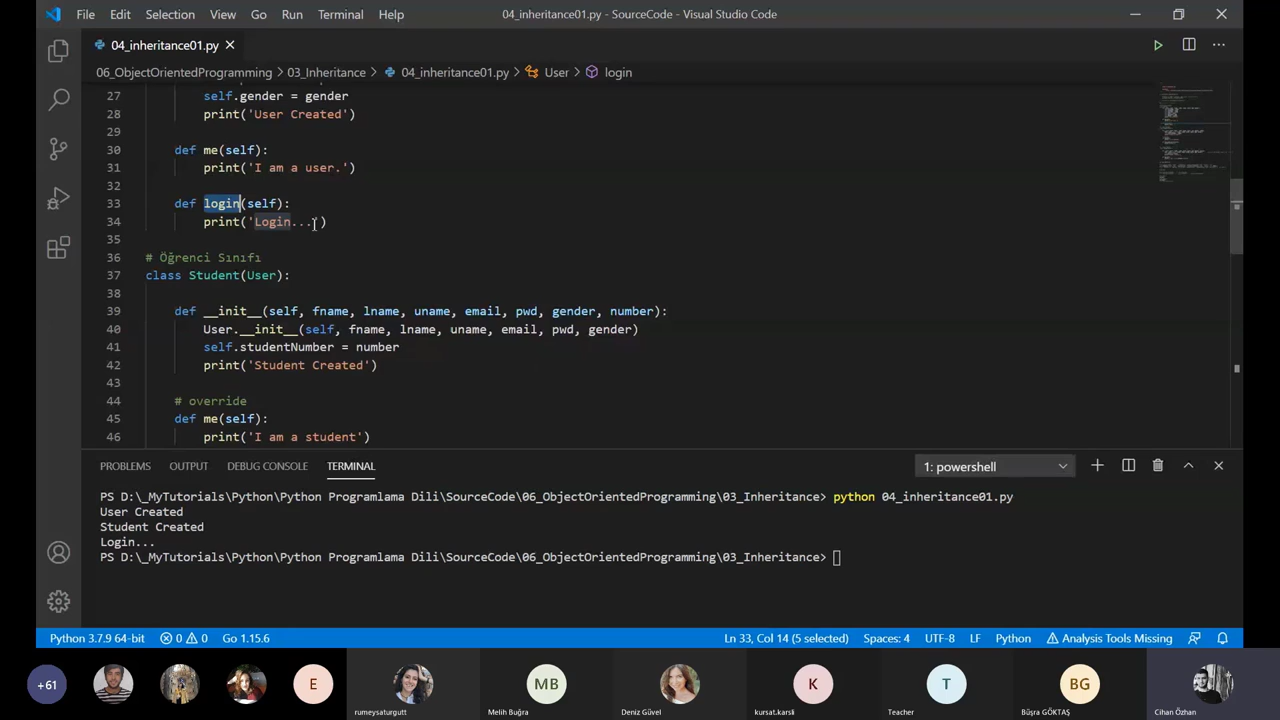 File Edit Selection View Go Run Terminal Help 04_inheritance01.py - SourceCode - Visual Studio Code
04_inheritance01.py
06_ObjectOrientedProgramming > 03_Inheritance > 04_inheritance01.py > User > login
27 self.gender = gender
28 print('User Created')
29
30 def me(self):
31 print('I am a user.')
32
33 def login(self):
34 print('Login...')
35
36 # Öğrenci Sınıfı
37 class Student(User):
38
39 def __init__(self, fname, lname, uname, email, pwd, gender, number):
40 User.__init__(self, fname, lname, uname, email, pwd, gender)
41 self.studentNumber = number
42 print('Student Created')
43
44 # override
45 def me(self):
46 print('I am a student')
PROBLEMS OUTPUT DEBUG CONSOLE TERMINAL 1: powershell
PS D:\_MyTutorials\Python\Python Programlama Dili\SourceCode\06_ObjectOrientedProgramming\03_Inheritance> python 04_inheritance01.py
User Created
Student Created
Login...
PS D:\_MyTutorials\Python\Python Programlama Dili\SourceCode\06_ObjectOrientedProgramming\03_Inheritance>
Python 3.7.9 64-bit 0 0 Go 1.15.6 Ln 33, Col 14 (5 selected) Spaces: 4 UTF-8 LF Python Analysis Tools Missing
+61 E MB K T BG
rumeysaturgutt Melih Buğra Deniz Güvel kursat.karsli Teacher Büşra GÖKTAŞ Cihan Özhan